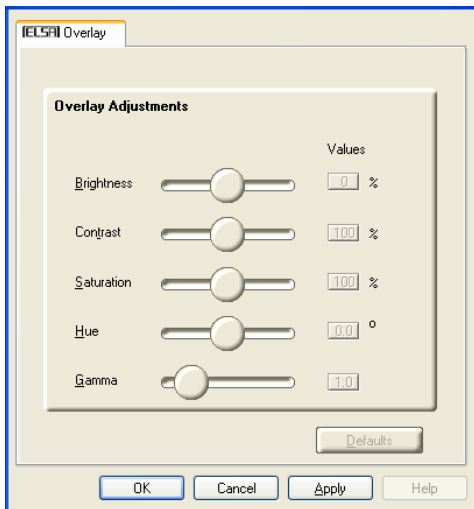 ELSA Overlay
Overlay Adjustments
Values
Brightness 0 %
Contrast 100 %
Saturation 100 %
Hue 0.0 °
Gamma 1.0
Defaults
OK Cancel Apply Help